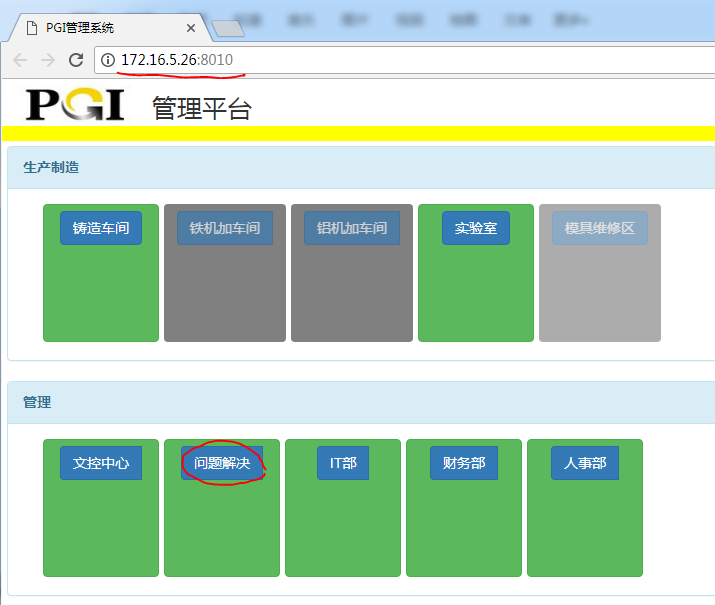 PGI管理系统
172.16.5.26:8010
PGI 管理平台
生产制造
铸造车间 铁机加车间 铝机加车间 实验室 模具维修区
管理
文控中心 问题解决 IT部 财务部 人事部